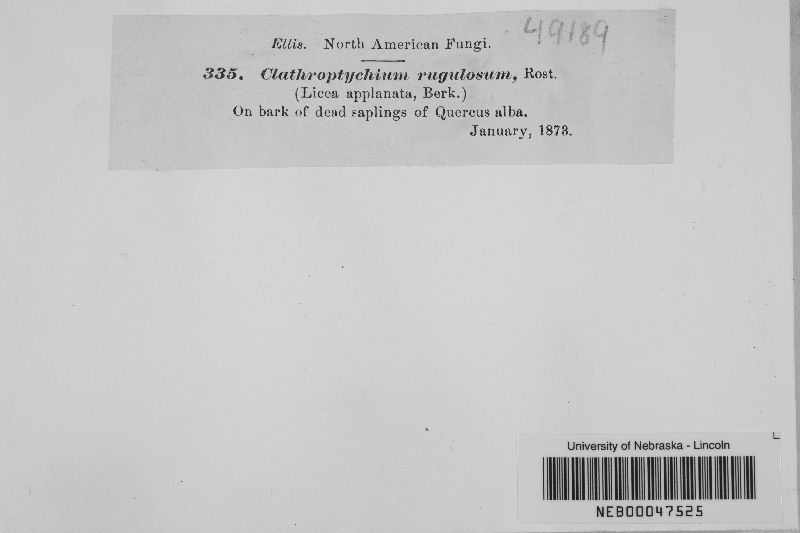 49189
Ellis. North American Fungi.
335. Clathroptychium rugulosum, Rost.
(Licea applanata, Berk.)
On bark of dead saplings of Quercus alba.
January, 1873.
University of Nebraska - Lincoln
NEB00047525